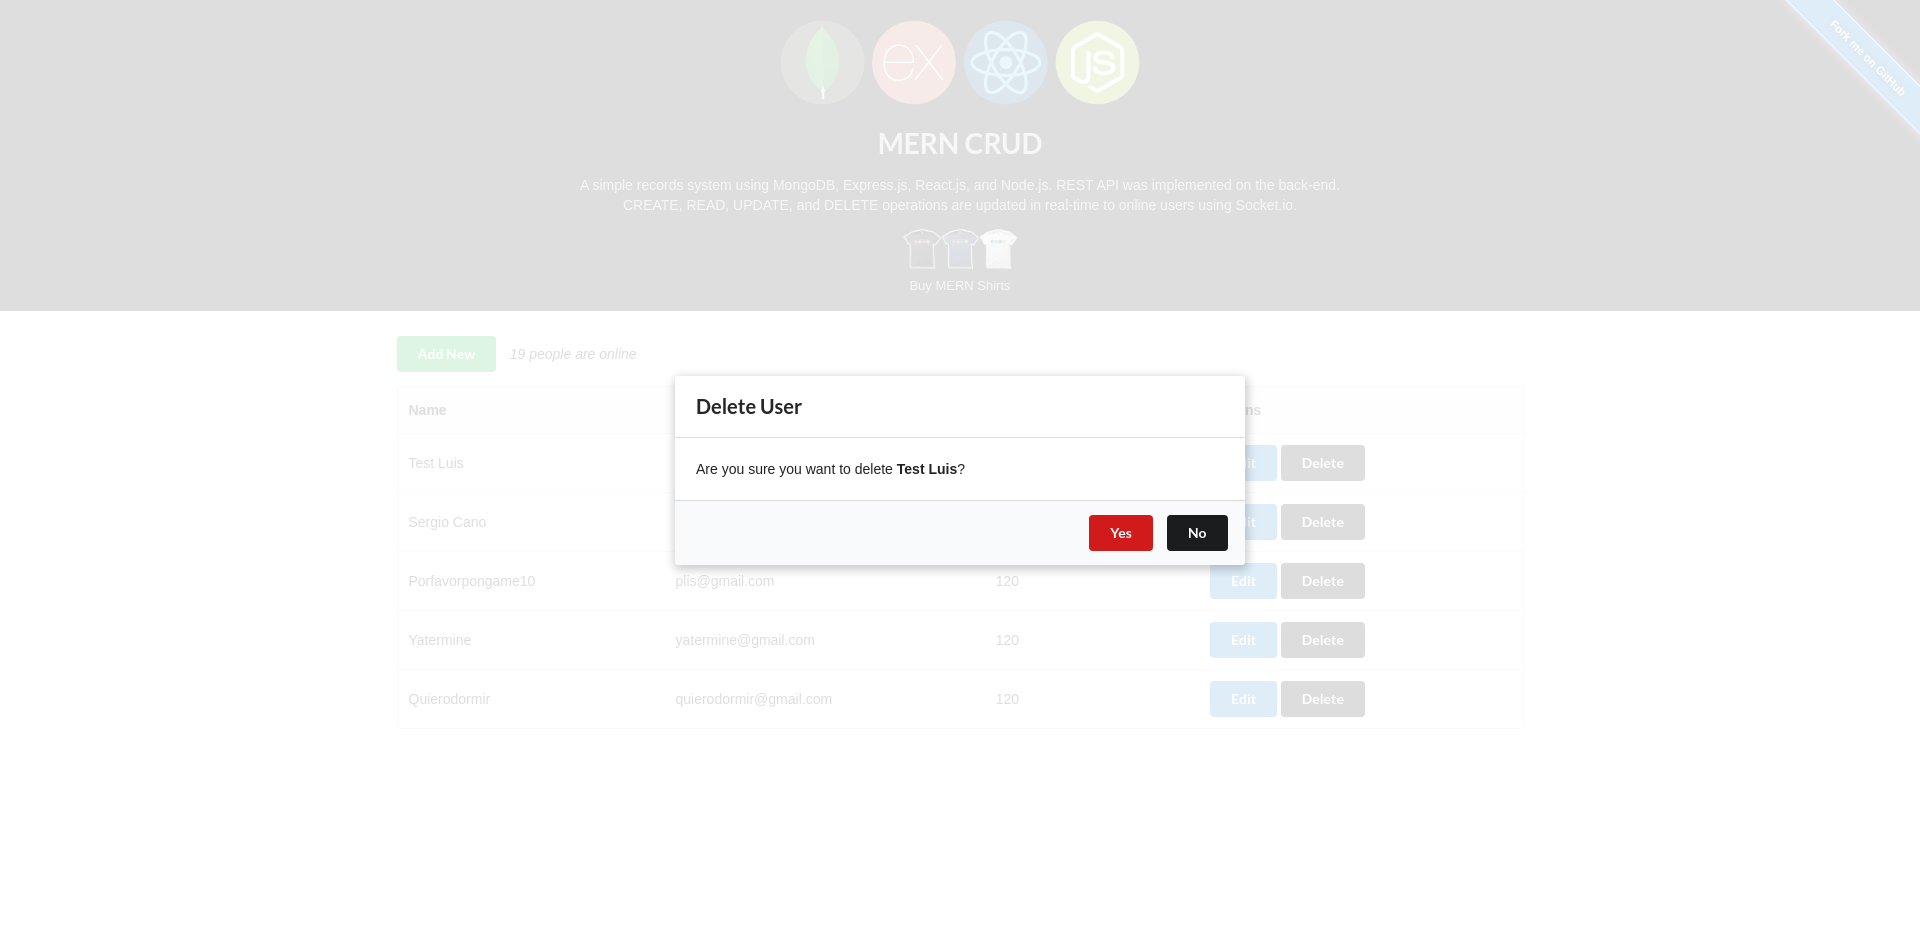 Fork me on GitHub
ex
JS
MERN CRUD
A simple records system using MongoDB, Express.js, React.js, and Node.js. REST API was implemented on the back-end.
CREATE, READ, UPDATE, and DELETE operations are updated in real-time to online users using Socket.io.
Buy MERN Shirts
Add New 19 people are online
Name ns
Delete User
Are you sure you want to delete Test Luis?
Yes No
Test Luis it Delete
Sergio Cano it Delete
Porfavorpongame10 plis@gmail.com 120 Edit Delete
Yatermine yatermine@gmail.com 120 Edit Delete
Quierodormir quierodormir@gmail.com 120 Edit Delete